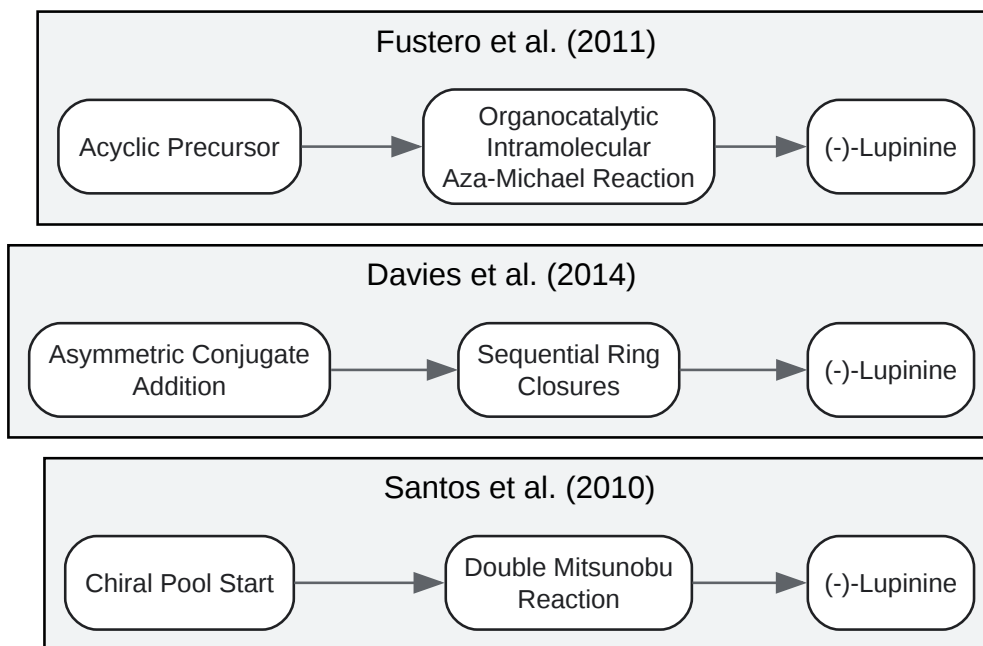 Fustero et al. (2011)
Acyclic Precursor
Organocatalytic
Intramolecular
Aza-Michael Reaction
(-)-Lupinine
Davies et al. (2014)
Asymmetric Conjugate
Addition
Sequential Ring
Closures
(-)-Lupinine
Santos et al. (2010)
Chiral Pool Start
Double Mitsunobu
Reaction
(-)-Lupinine